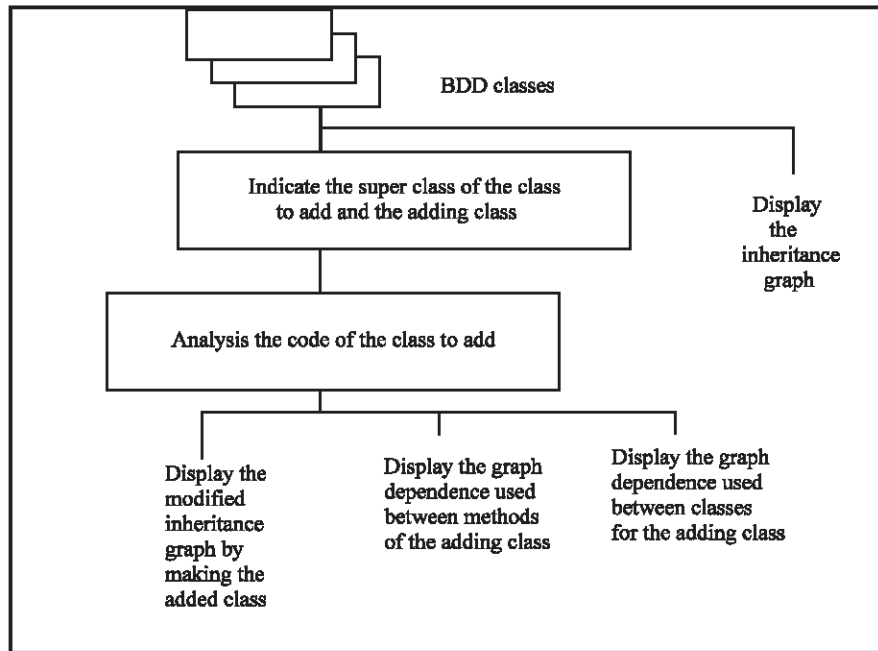 BDD classes
Indicate the super class of the class
to add and the adding class
Display
the
inheritance
graph
Analysis the code of the class to add
Display the
modified
inheritance
graph by
making the
added class
Display the graph
dependence used
between methods
of the adding class
Display the graph
dependence used
between classes
for the adding class